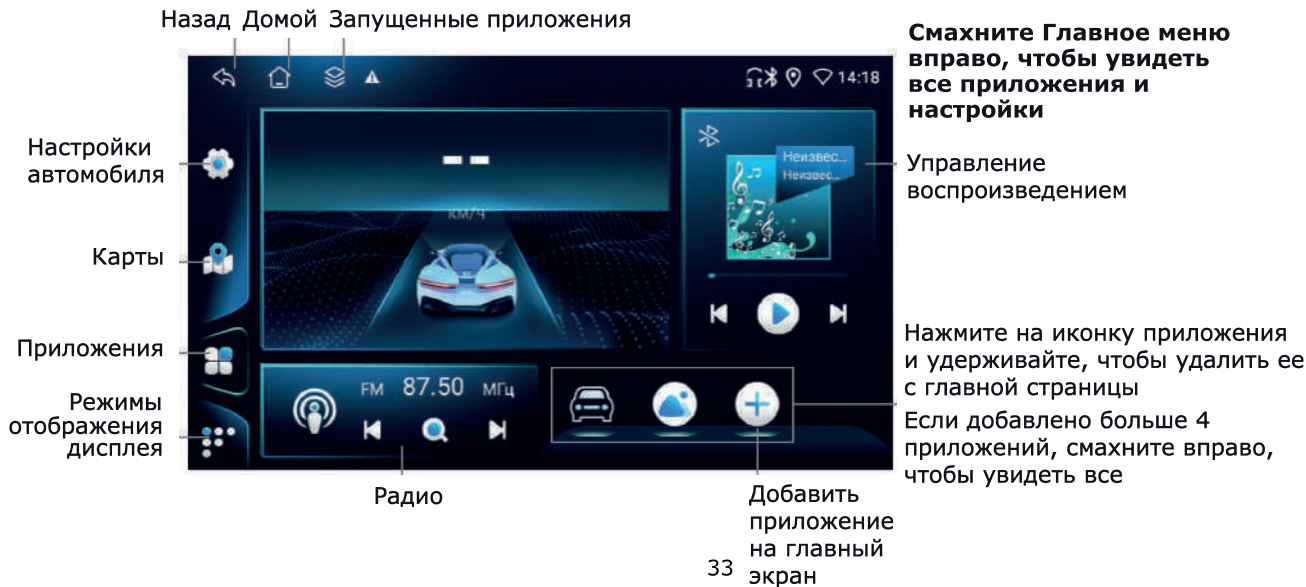 Назад Домой Запущенные приложения
Смахните Главное меню
вправо, чтобы увидеть
все приложения и
настройки
14:18
Настройки
автомобиля
Карты
Приложения
Режимы
отображения
дисплея
КМ/Ч
Неизвес...
Неизвес...
Управление
воспроизведением
FM 87.50 МГц
Нажмите на иконку приложения
и удерживайте, чтобы удалить ее
с главной страницы
Если добавлено больше 4
приложений, смахните вправо,
чтобы увидеть все
Радио
Добавить
приложение
на главный
экран
33